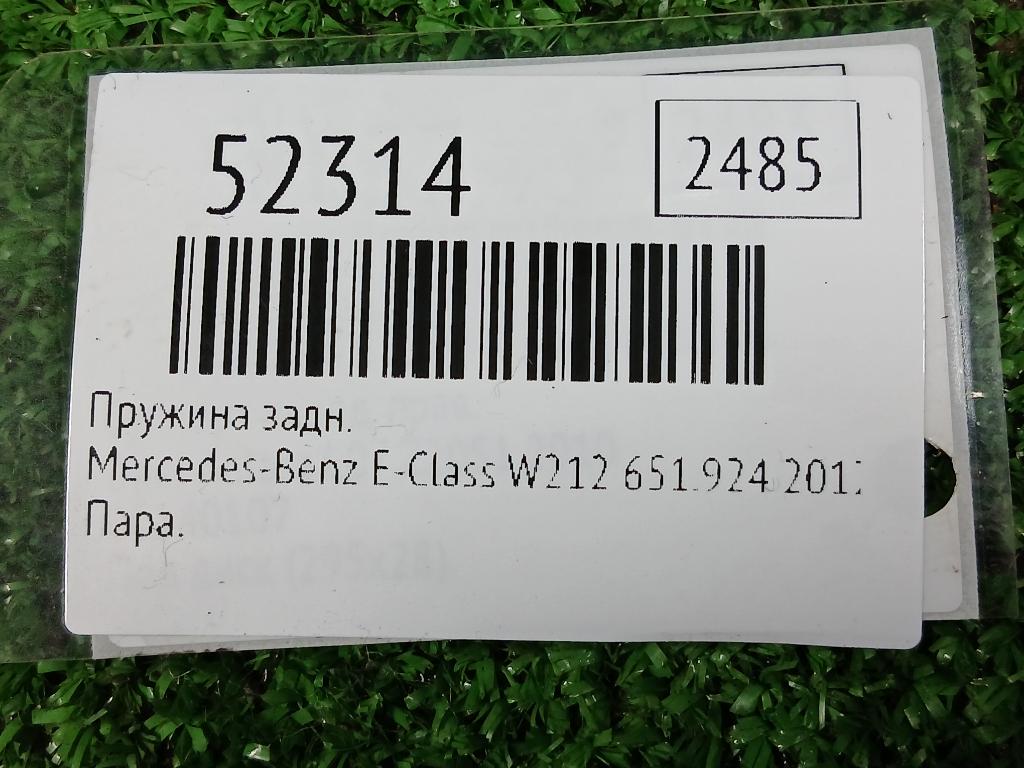 52314
2485
Пружина задн.
Mercedes-Benz E-Class W212 651.924
Пара.